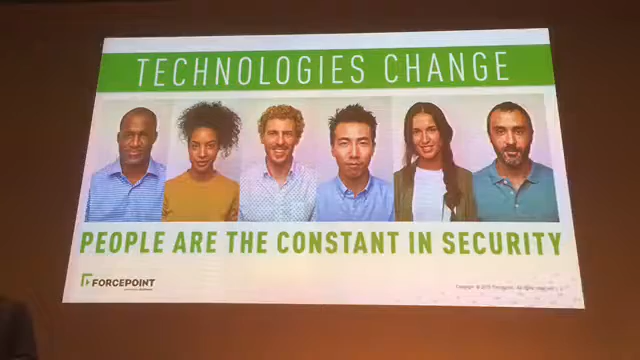 TECHNOLOGIES CHANGE
PEOPLE ARE THE CONSTANT IN SECURITY
FORCEPOINT